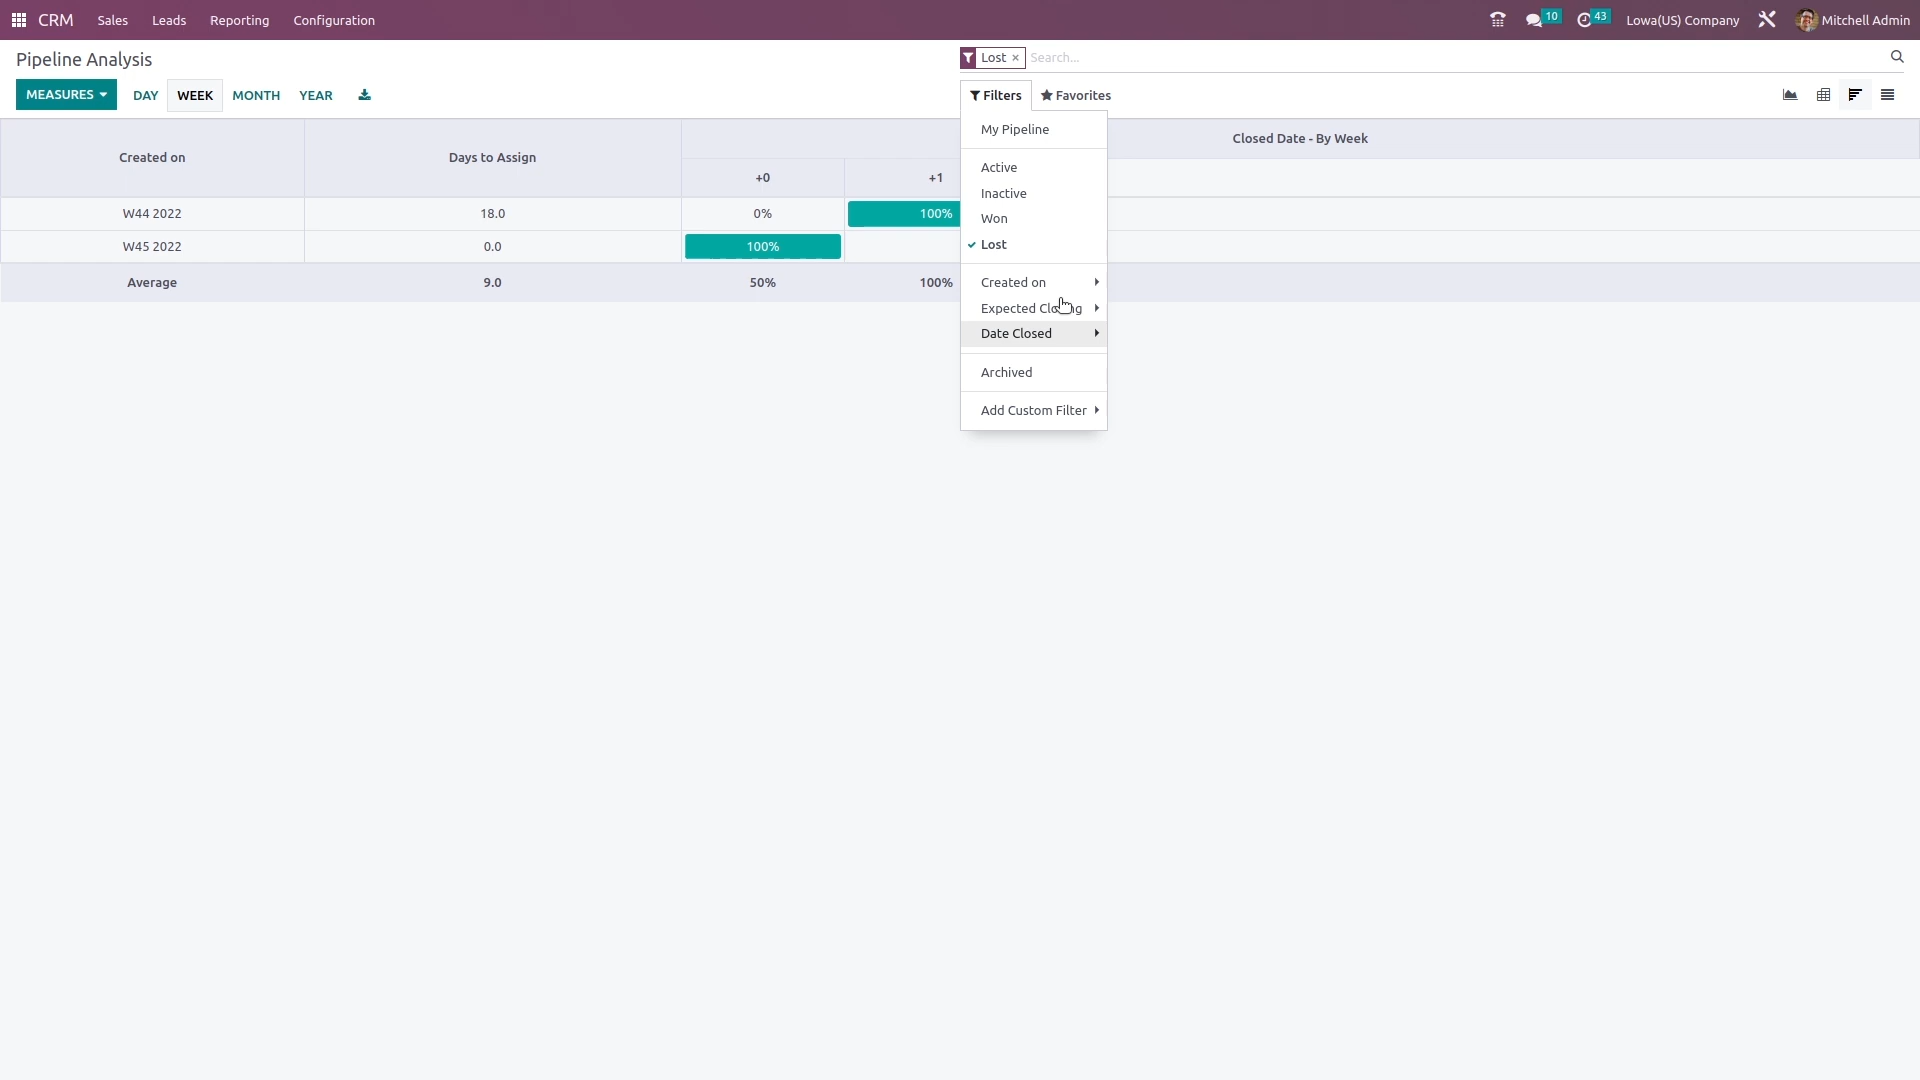 CRM Sales Leads Reporting Configuration 10 43 Lowa(US) Company Mitchell Admin
Pipeline Analysis
Lost × Search...
MEASURES DAY WEEK MONTH YEAR
Filters Favorites
My Pipeline
Active
Inactive
Won
Lost
Created on
Expected Closing
Date Closed
Archived
Add Custom Filter
Created on Days to Assign Closed Date - By Week
+0 +1
W44 2022 18.0 0% 100%
W45 2022 0.0 100%
Average 9.0 50% 100%